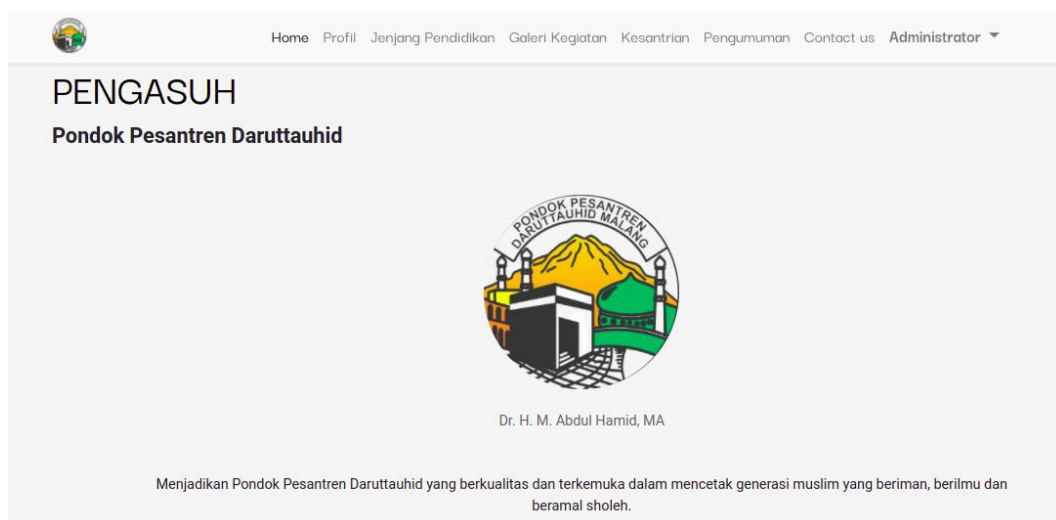 Home Profil Jenjang Pendidikan Galeri Kegiatan Kesantrian Pengumuman Contact us Administrator
PENGASUH
Pondok Pesantren Daruttauhid
PONDOK PESANTREN
DARUTTAUHID MALANG
Dr. H. M. Abdul Hamid, MA
Menjadikan Pondok Pesantren Daruttauhid yang berkualitas dan terkemuka dalam mencetak generasi muslim yang beriman, berilmu dan
beramal sholeh.